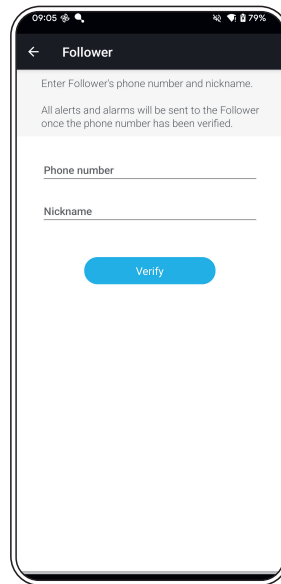 09:05 79%
Follower
Enter Follower's phone number and nickname.
All alerts and alarms will be sent to the Follower
once the phone number has been verified.
Phone number
Nickname
Verify